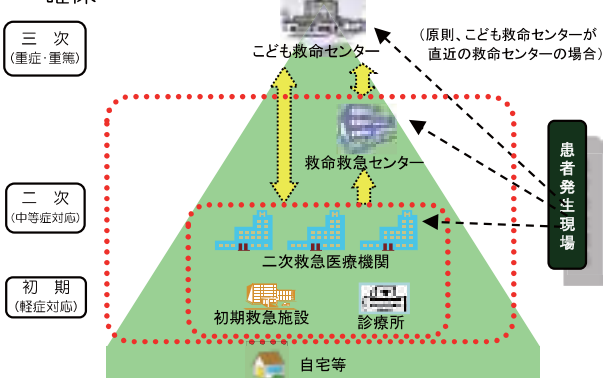 三 次
(重症・重篤)
こども救命センター
(原則、こども救命センターが
直近の救命センターの場合)
救命救急センター
患者発生現場
二 次
(中等症対応)
二次救急医療機関
初 期
(軽症対応)
初期救急施設
診療所
自宅等